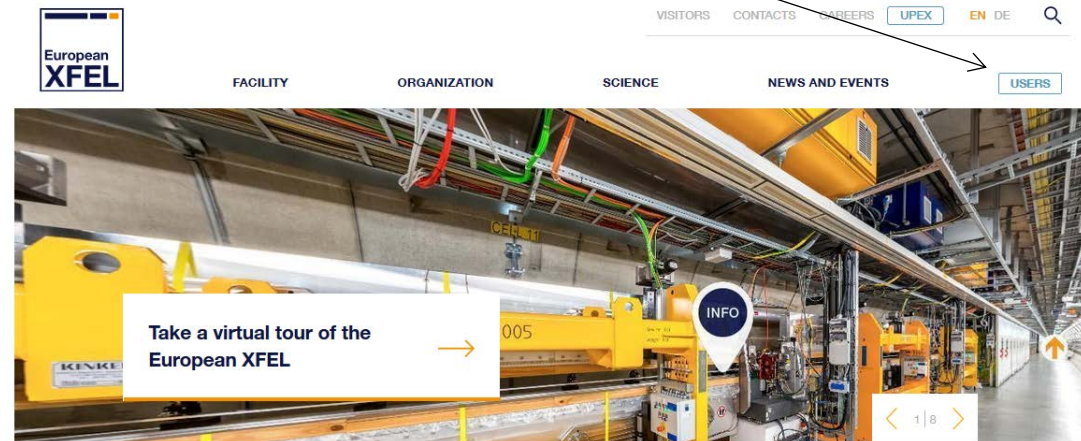 VISITORS CONTACTS CAREERS UPEX EN DE
European
XFEL
FACILITY ORGANIZATION SCIENCE NEWS AND EVENTS USERS
CELL 11
INFO
Take a virtual tour of the
European XFEL
005
1|8